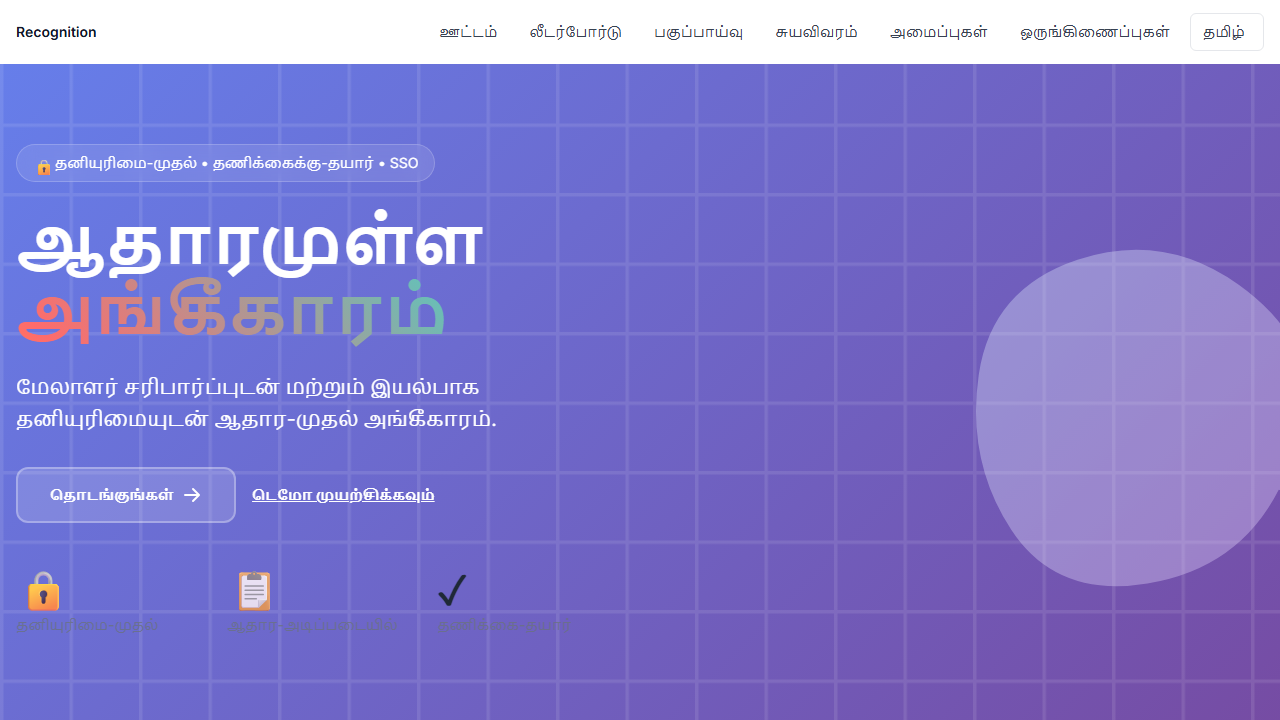 Recognition
ஊட்டம்
லீடர்போர்டு
பகுப்பாய்வு
சுயவிவரம்
அமைப்புகள்
ஒருங்கிணைப்புகள்
தமிழ்
தனியுரிமை-முதல் • தணிக்கைக்கு-தயார் • SSO
ஆதாரமுள்ள
அங்கீகாரம்
மேலாளர் சரிபார்ப்புடன் மற்றும் இயல்பாக
தனியுரிமையுடன் ஆதார-முதல் அங்கீகாரம்.
தொடங்குங்கள் →
டெமோ முயற்சிக்கவும்
தனியுரிமை-முதல்